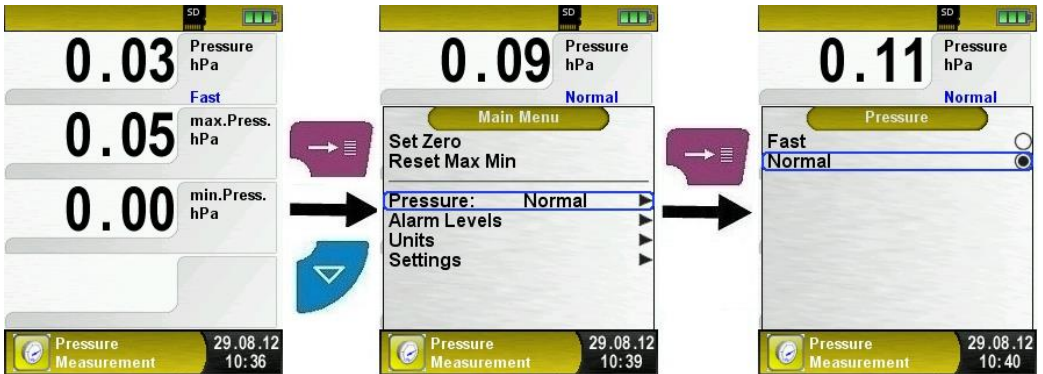 SD
0.03
Pressure
hPa
Fast
0.05
max.Press.
hPa
0.00
min.Press.
hPa
Pressure
Measurement
29.08.12
10:36
SD
0.09
Pressure
hPa
Normal
Main Menu
Set Zero
Reset Max Min
Pressure: Normal
Alarm Levels
Units
Settings
Pressure
Measurement
29.08.12
10:39
SD
0.11
Pressure
hPa
Normal
Pressure
Fast
Normal
Pressure
Measurement
29.08.12
10:40